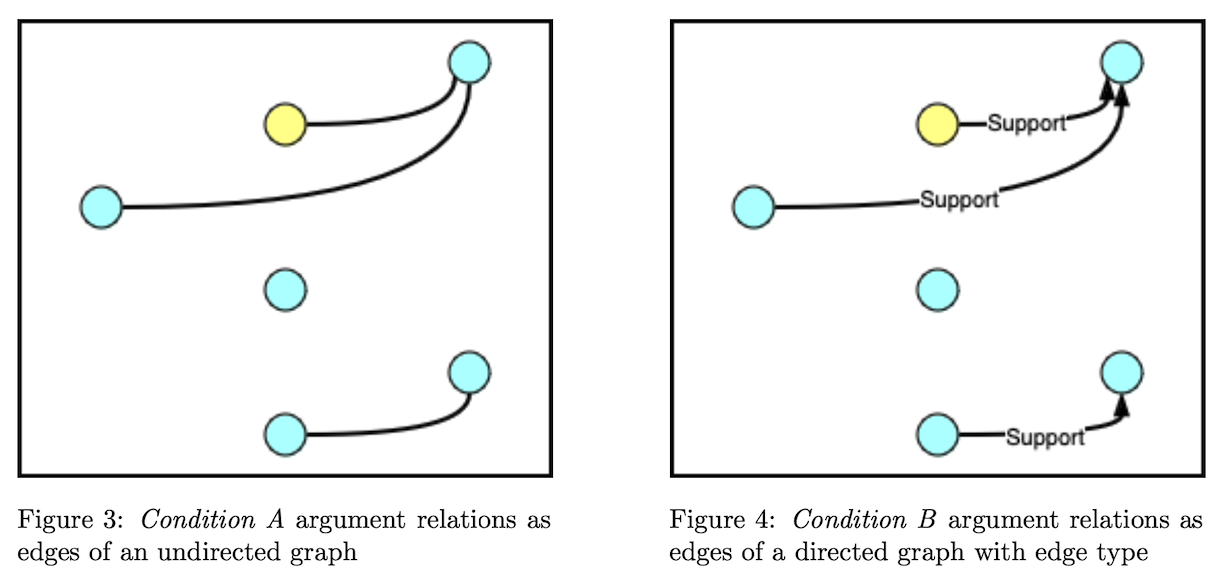 Support
Support
Support
Figure 3: Condition A argument relations as
edges of an undirected graph
Figure 4: Condition B argument relations as
edges of a directed graph with edge type